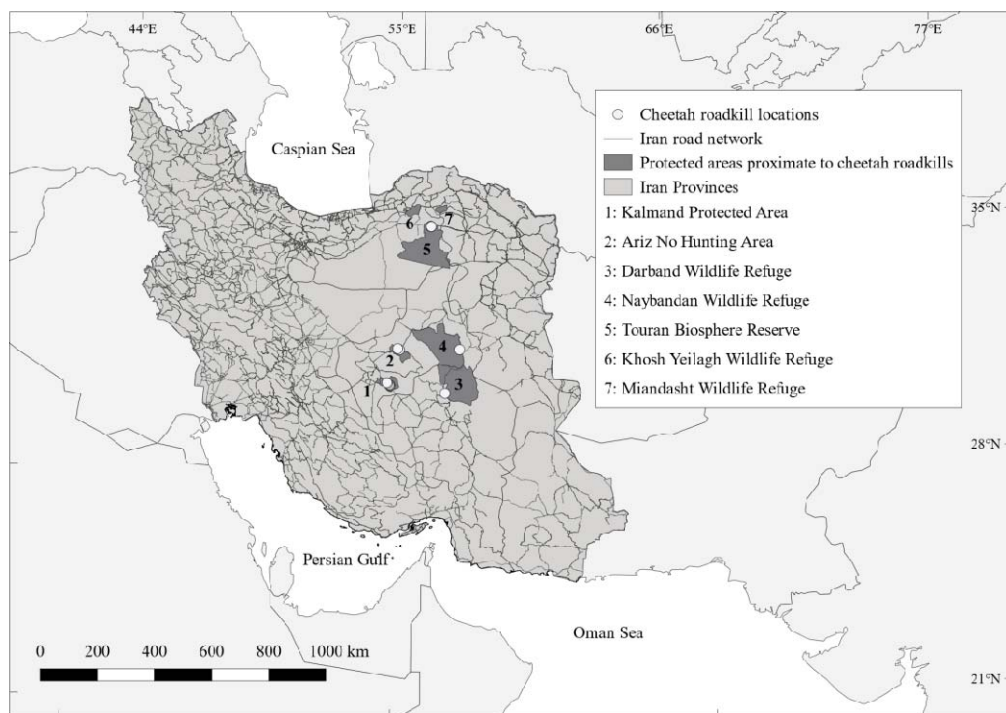 44°E 55°E 66°E 77°E
Cheetah roadkill locations
Iran road network
Protected areas proximate to cheetah roadkills
Iran Provinces
1: Kalmand Protected Area
2: Ariz No Hunting Area
3: Darband Wildlife Refuge
4: Naybandan Wildlife Refuge
5: Touran Biosphere Reserve
6: Khosh Yeilagh Wildlife Refuge
7: Miandasht Wildlife Refuge
Caspian Sea
35°N
6 7
5
4
2
1 3
28°N
Persian Gulf
Oman Sea
0 200 400 600 800 1000 km
21°N